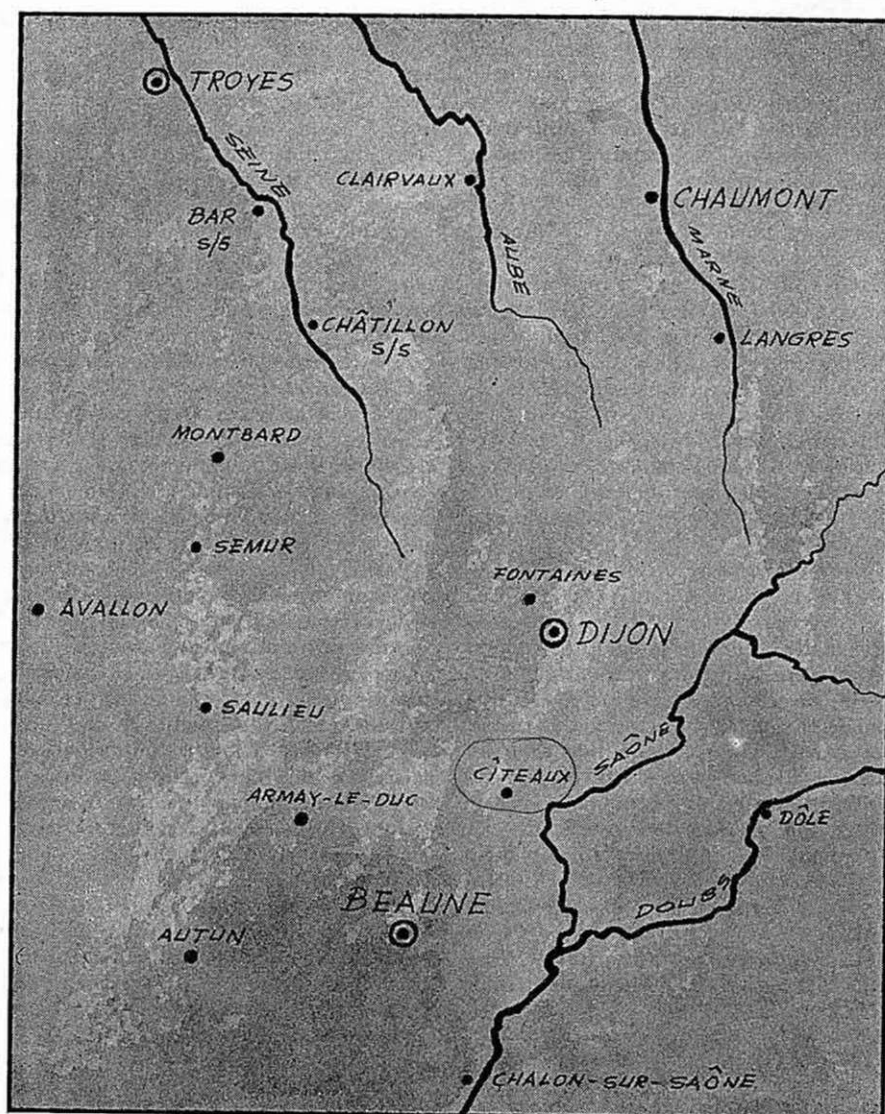 TROYES
SEINE
CLAIRVAUX
CHAUMONT
BAR
S/S
AUBE
MARNE
CHÂTILLON
S/S
LANGRES
MONTBARD
SEMUR
FONTAINES
AVALLON
DIJON
SAULIEU
SAÔNE
CÎTEAUX
ARMAY-LE-DUC
DÔLE
BEAUNE
DOUBS
AUTUN
CHALON-SUR-SAÔNE